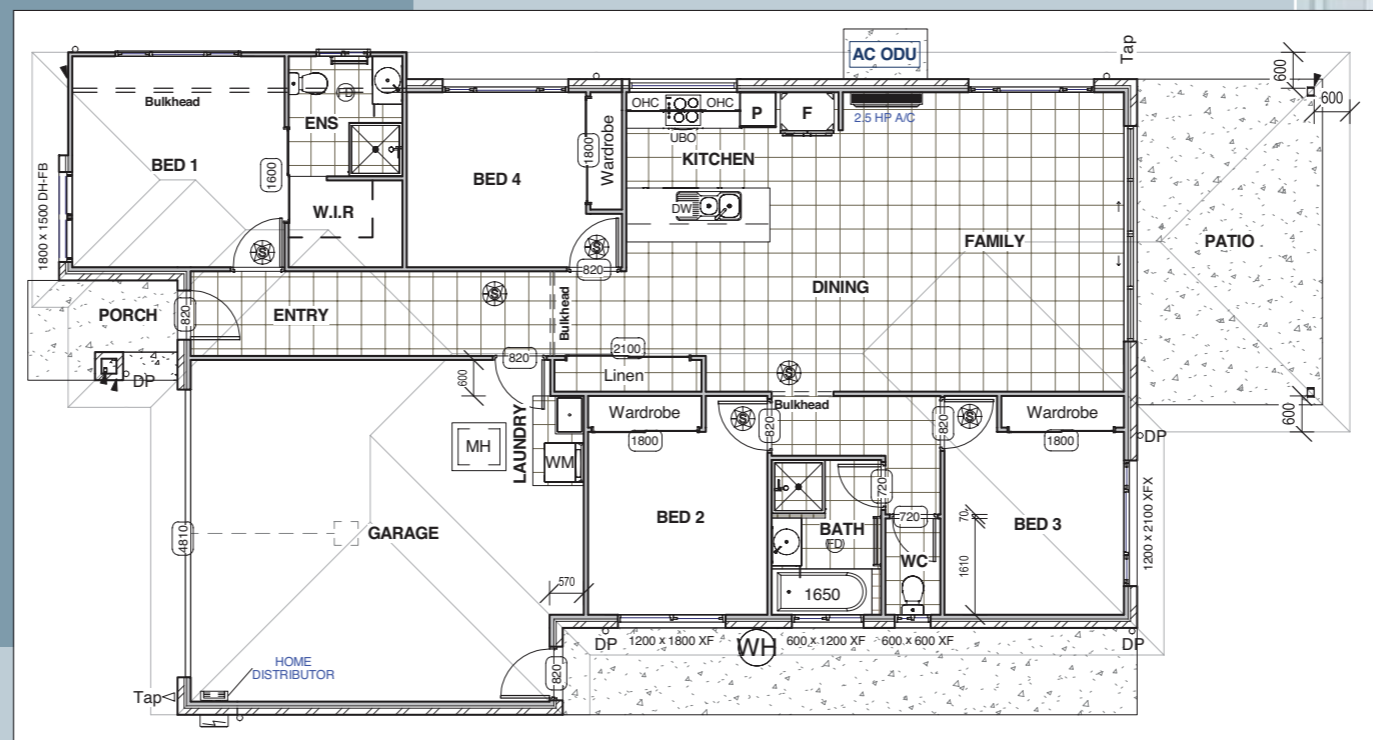 AC ODU
Tap
600
600
Bulkhead
ENS
FD
BED 1
1600
W.I.R
1800 x 1500 DH-FB
S
BED 4
1800
Wardrobe
S
820
OHC
OHC
UBO
P
F
2.5 HP A/C
KITCHEN
DW
FAMILY
DINING
PATIO
PORCH
820
ENTRY
S
Bulkhead
DP
820
600
2100
Linen
S
Bulkhead
600
Wardrobe
1800
S
820
820
S
Wardrobe
1800
DP
MH
LAUNDRY
WM
4810
GARAGE
570
BED 2
720
720
BATH
(FD)
WC
1650
70
1610
BED 3
1200 x 2100 XFX
DP
1200 x 1800 XF
WH
600 x 1200 XF
600 x 600 XF
DP
HOME
DISTRIBUTOR
820
Tap